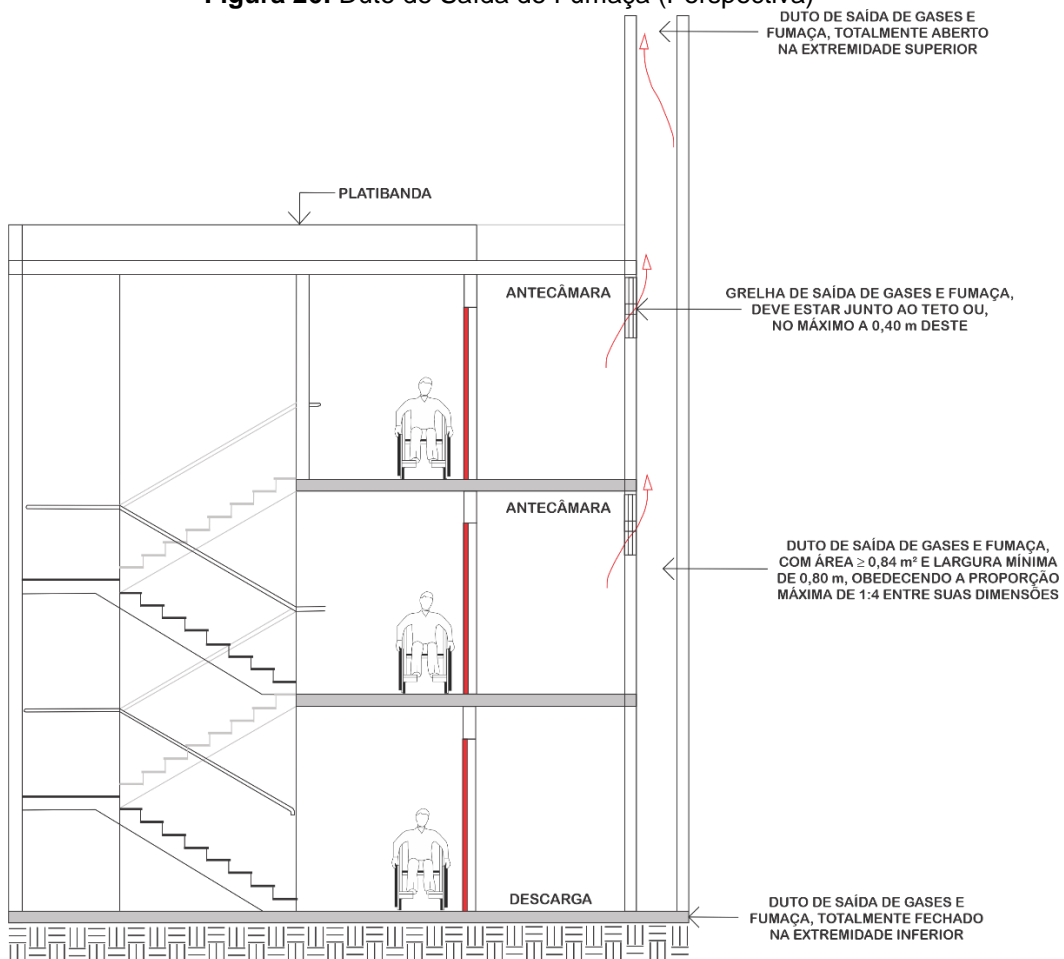 Figura 20. Duto de Saída de Fumaça (Perspectiva)
DUTO DE SAÍDA DE GASES E
FUMAÇA, TOTALMENTE ABERTO
NA EXTREMIDADE SUPERIOR
PLATIBANDA
ANTECÂMARA
GRELHA DE SAÍDA DE GASES E FUMAÇA,
DEVE ESTAR JUNTO AO TETO OU,
NO MÁXIMO A 0,40 m DESTE
ANTECÂMARA
DUTO DE SAÍDA DE GASES E FUMAÇA,
COM ÁREA ≥ 0,84 m² E LARGURA MÍNIMA
DE 0,80 m, OBEDECENDO A PROPORÇÃO
MÁXIMA DE 1:4 ENTRE SUAS DIMENSÕES
DESCARGA
DUTO DE SAÍDA DE GASES E
FUMAÇA, TOTALMENTE FECHADO
NA EXTREMIDADE INFERIOR